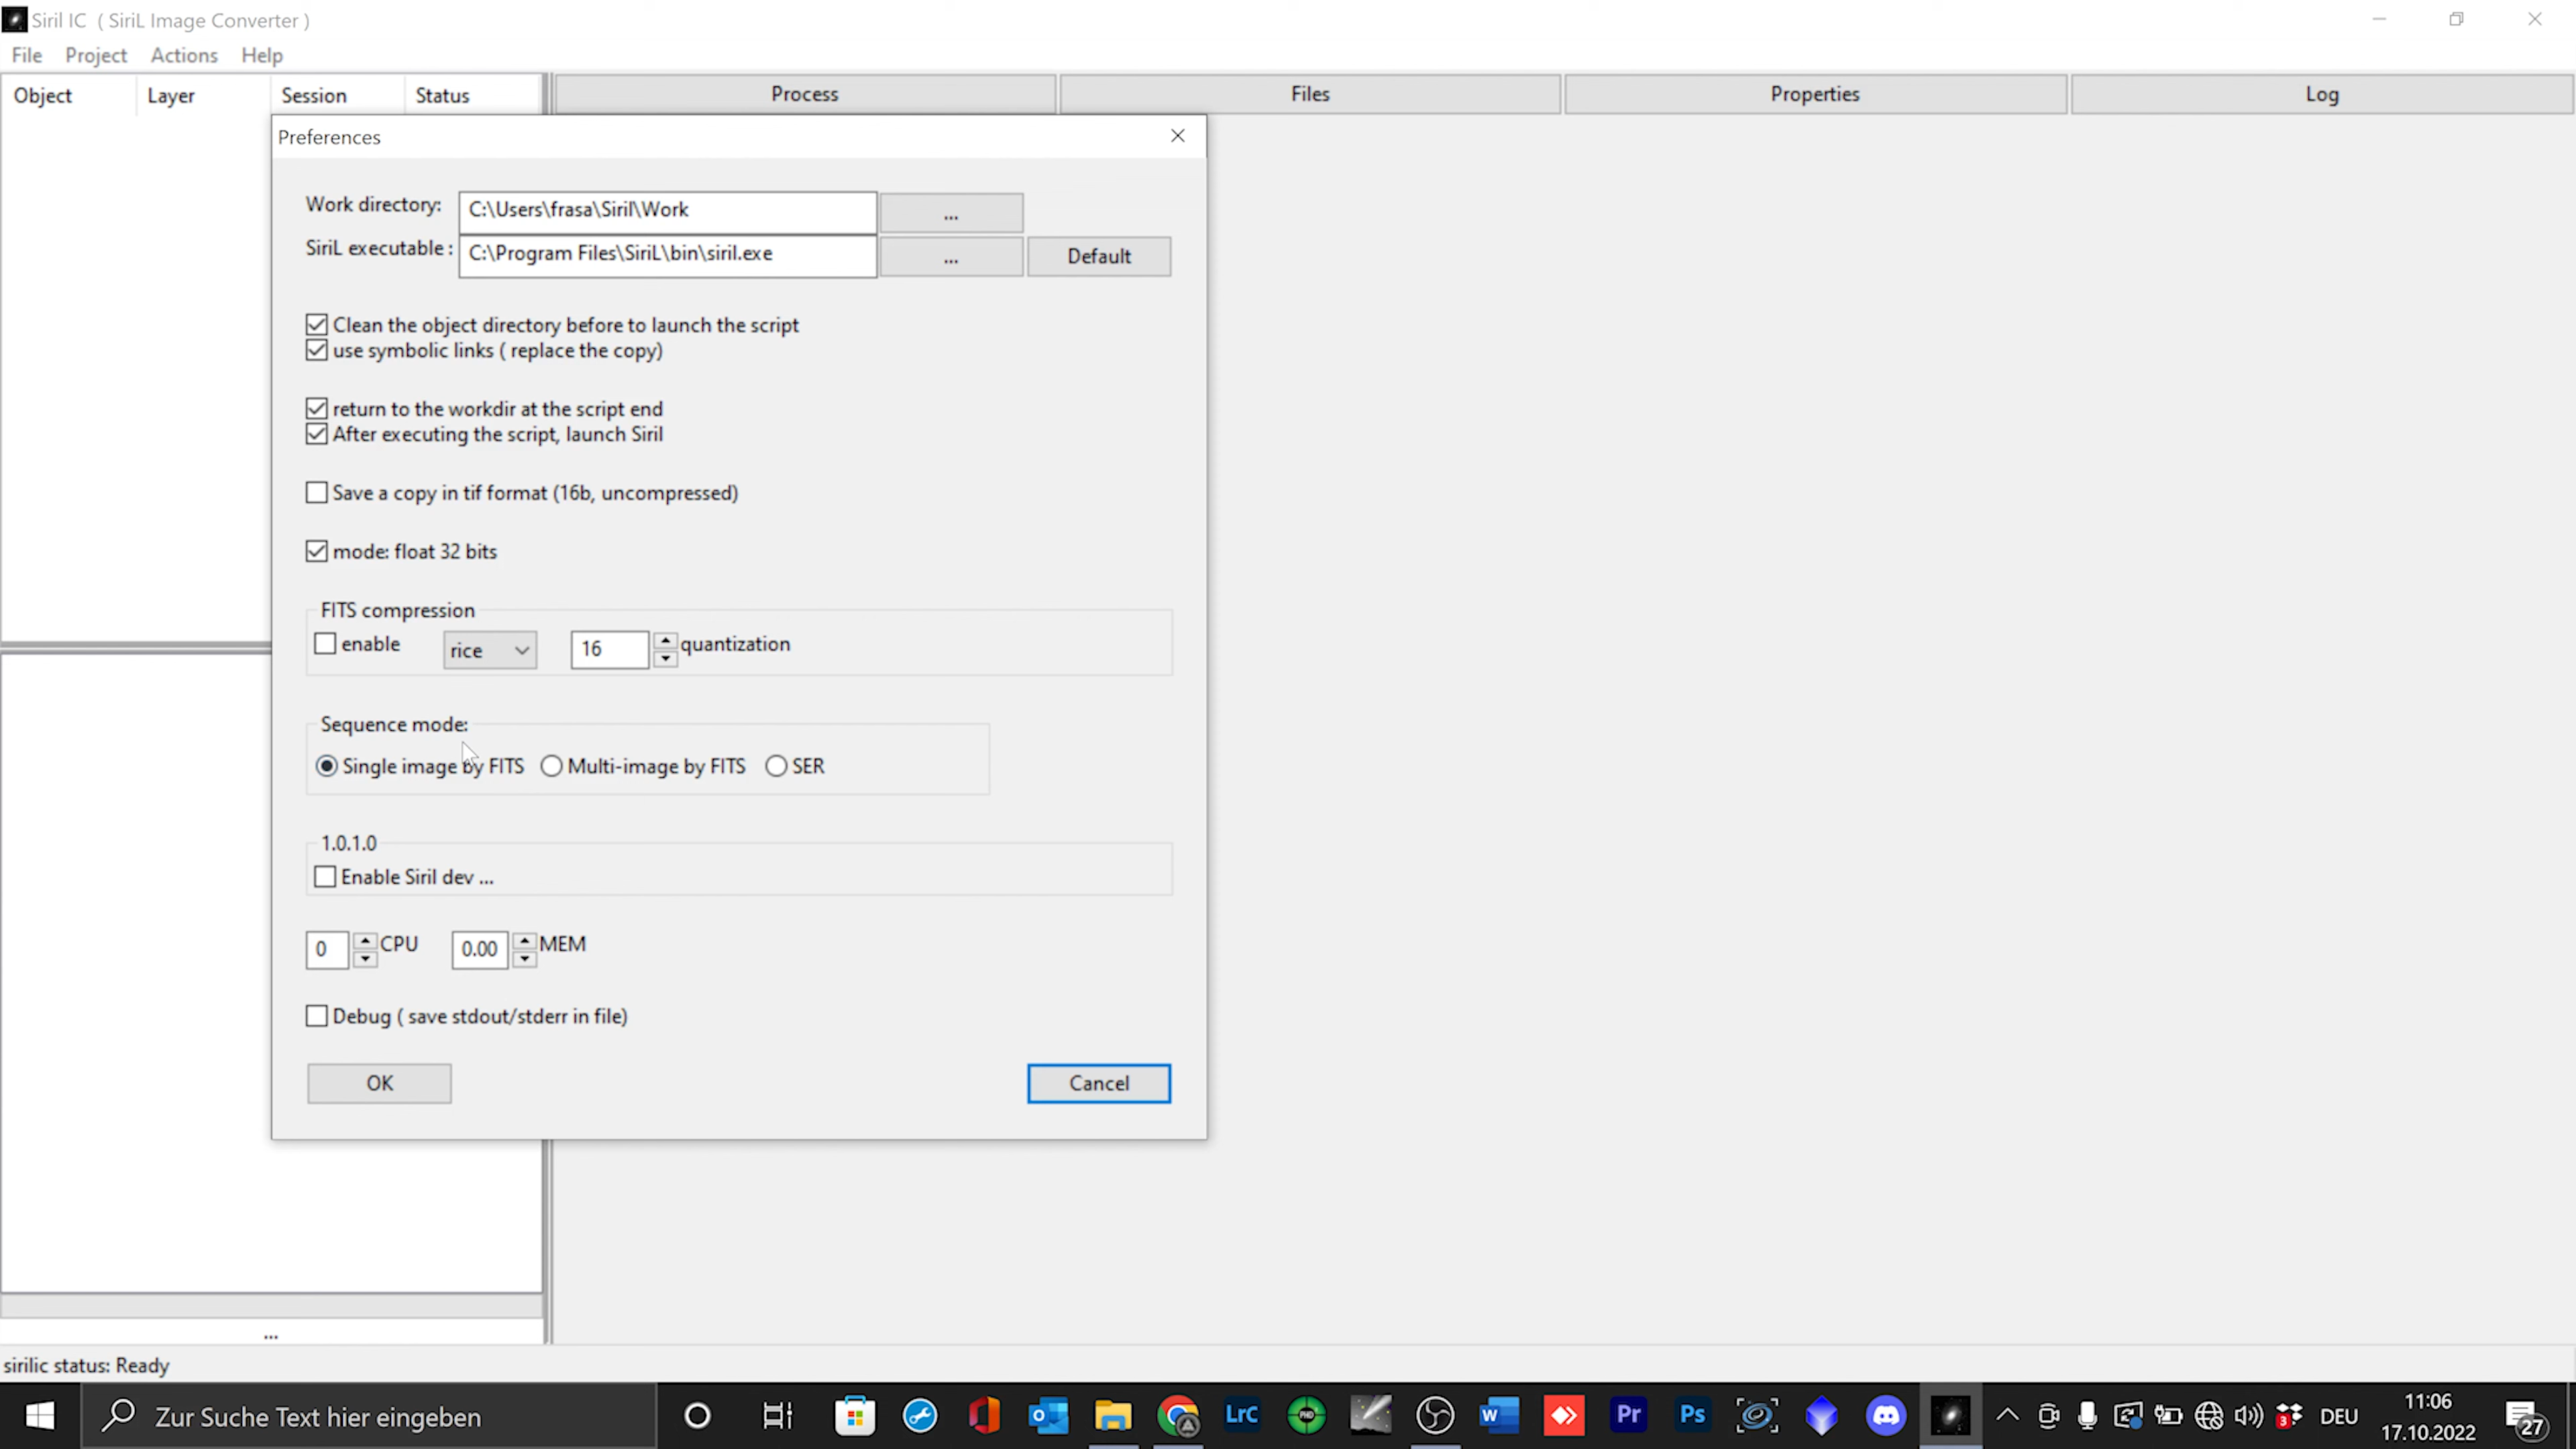 Siril IC ( SiriL Image Converter )
File Project Actions Help
Object Layer Session Status Process Files Properties Log
Preferences
Work directory: C:\Users\frasa\Siril\Work ...
SiriL executable : C:\Program Files\SiriL\bin\siril.exe ... Default
Clean the object directory before to launch the script
use symbolic links ( replace the copy)
return to the workdir at the script end
After executing the script, launch Siril
Save a copy in tif format (16b, uncompressed)
mode: float 32 bits
FITS compression
enable rice 16 quantization
Sequence mode:
Single image by FITS Multi-image by FITS SER
1.0.1.0
Enable Siril dev ...
0 CPU 0.00 MEM
Debug ( save stdout/stderr in file)
OK Cancel
...
sirilic status: Ready
Zur Suche Text hier eingeben LrC PHD W Pr Ps 3 DEU 11:06 27
17.10.2022